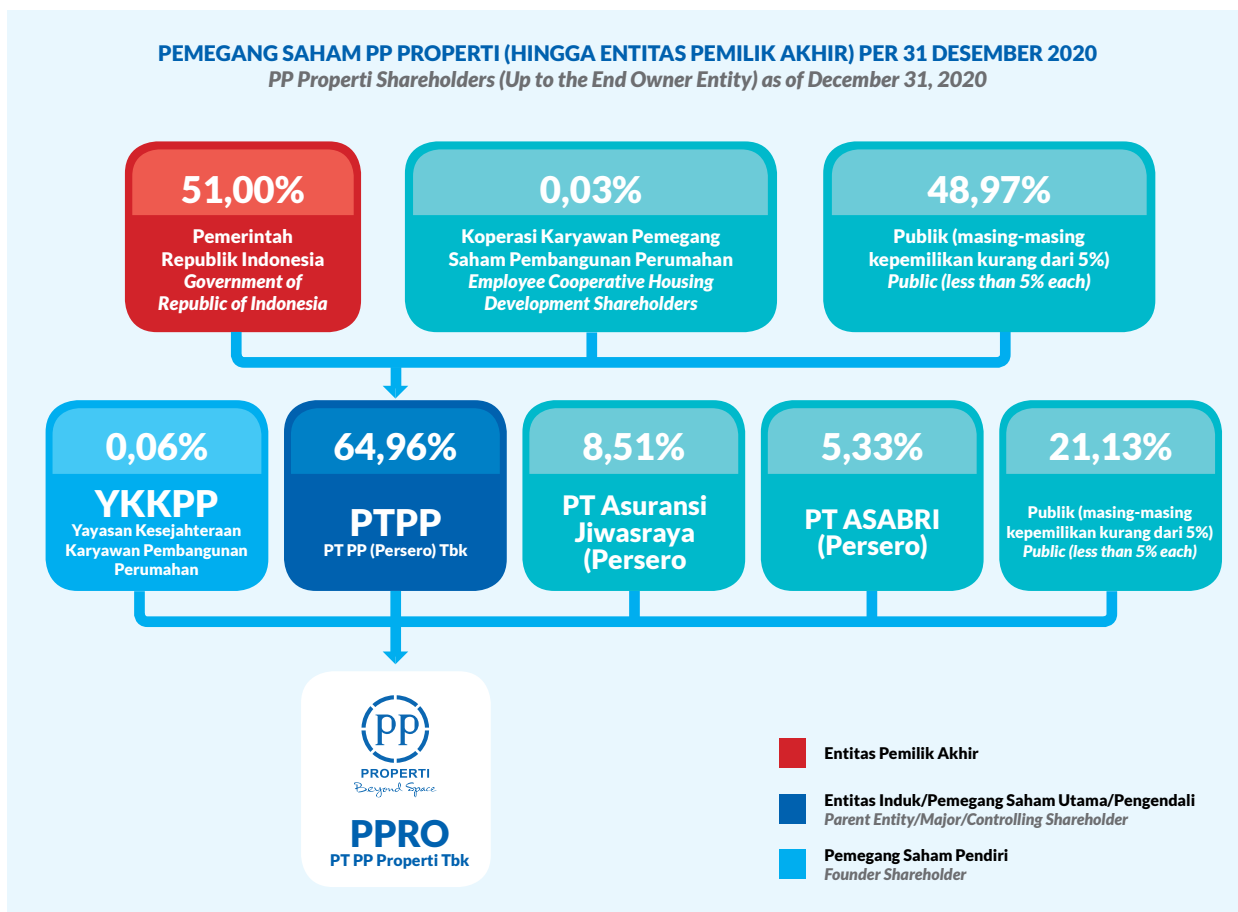 PEMEGANG SAHAM PP PROPERTI (HINGGA ENTITAS PEMILIK AKHIR) PER 31 DESEMBER 2020
PP Properti Shareholders (Up to the End Owner Entity) as of December 31, 2020
51,00%
Pemerintah
Republik Indonesia
Government of
Republic of Indonesia
0,03%
Koperasi Karyawan Pemegang
Saham Pembangunan Perumahan
Employee Cooperative Housing
Development Shareholders
48,97%
Publik (masing-masing
kepemilikan kurang dari 5%)
Public (less than 5% each)
0,06%
YKKPP
Yayasan Kesejahteraan
Karyawan Pembangunan
Perumahan
64,96%
PTPP
PT PP (Persero) Tbk
8,51%
PT Asuransi
Jiwasraya
(Persero
5,33%
PT ASABRI
(Persero)
21,13%
Publik (masing-masing
kepemilikan kurang dari 5%)
Public (less than 5% each)
pp
PROPERTI
Beyond Space
PPRO
PT PP Properti Tbk
Entitas Pemilik Akhir
Entitas Induk/Pemegang Saham Utama/Pengendali
Parent Entity/Major/Controlling Shareholder
Pemegang Saham Pendiri
Founder Shareholder